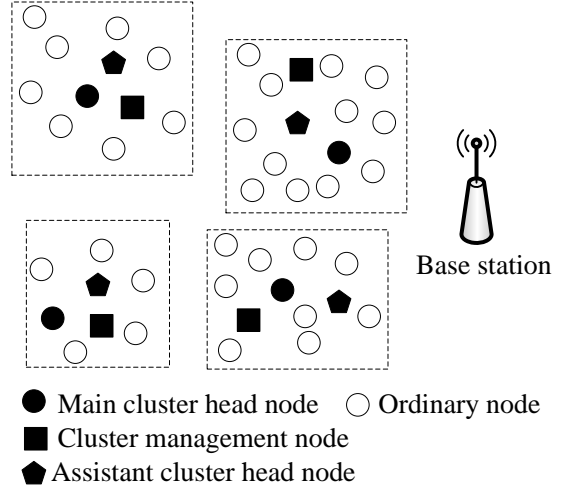 Base station
Main cluster head node
Ordinary node
Cluster management node
Assistant cluster head node